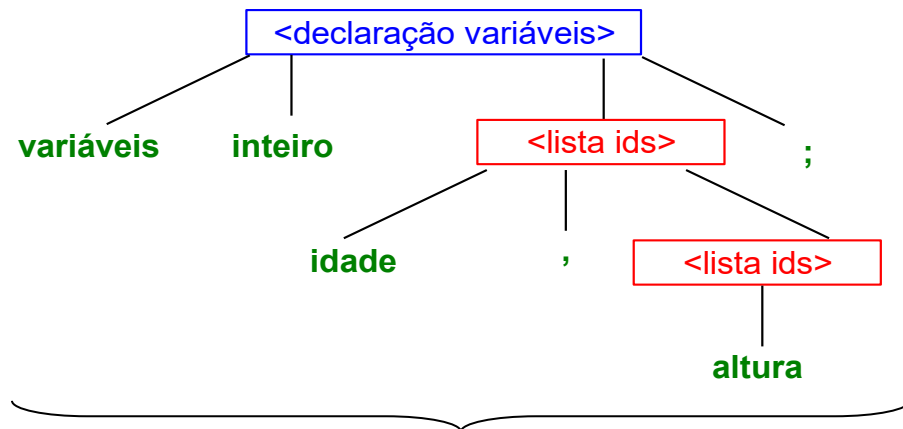 <declaração variáveis>
variáveis inteiro <lista ids> ;
idade , <lista ids>
altura